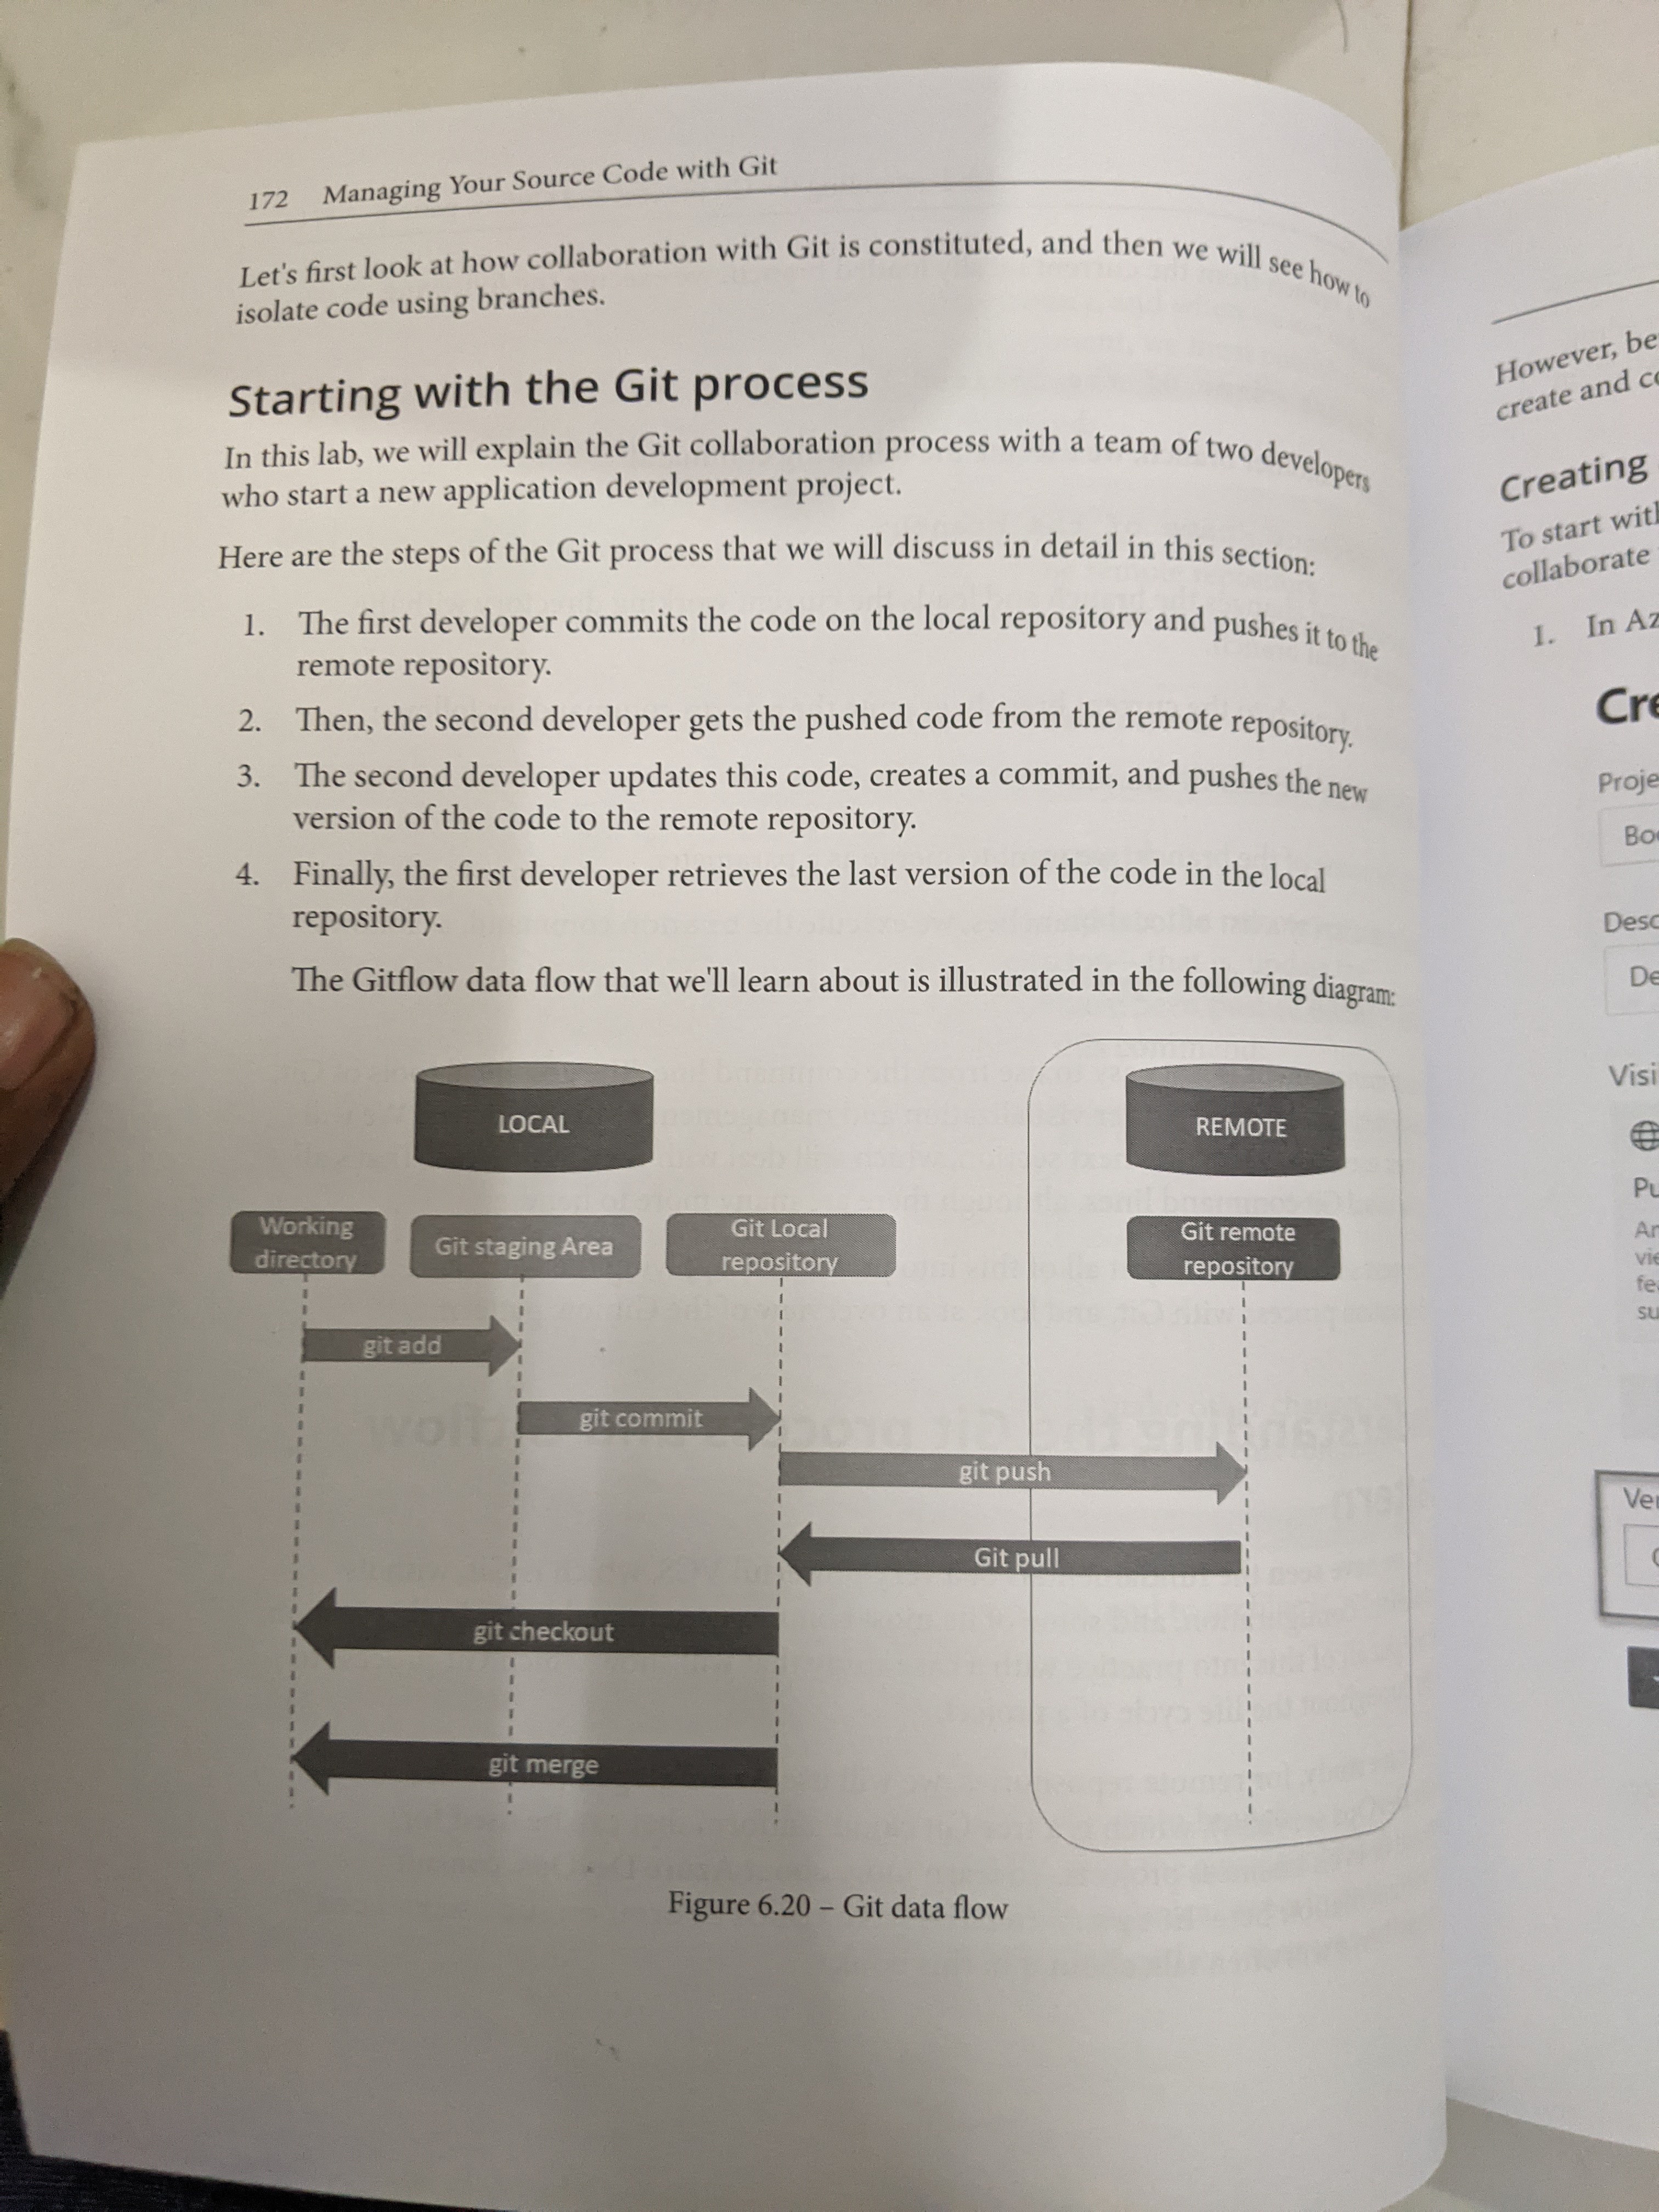 172 Managing Your Source Code with Git
Let's first look at how collaboration with Git is constituted, and then we will see how to
isolate code using branches.
Starting with the Git process
In this lab, we will explain the Git collaboration process with a team of two developers
who start a new application development project.
Here are the steps of the Git process that we will discuss in detail in this section:
1. The first developer commits the code on the local repository and pushes it to the
remote repository.
2. Then, the second developer gets the pushed code from the remote repository.
3. The second developer updates this code, creates a commit, and pushes the new
version of the code to the remote repository.
4. Finally, the first developer retrieves the last version of the code in the local
repository.
The Gitflow data flow that we'll learn about is illustrated in the following diagram:
LOCAL
REMOTE
Working
directory
Git staging Area
Git Local
repository
Git remote
repository
git add
git commit
git push
Git pull
git checkout
git merge
Figure 6.20 – Git data flow
However, be
create and co
Creating
To start with
collaborate
1. In Az
Cre
Proje
Boo
Desc
De
Visi
Pu
An
vie
fea
su
Ver